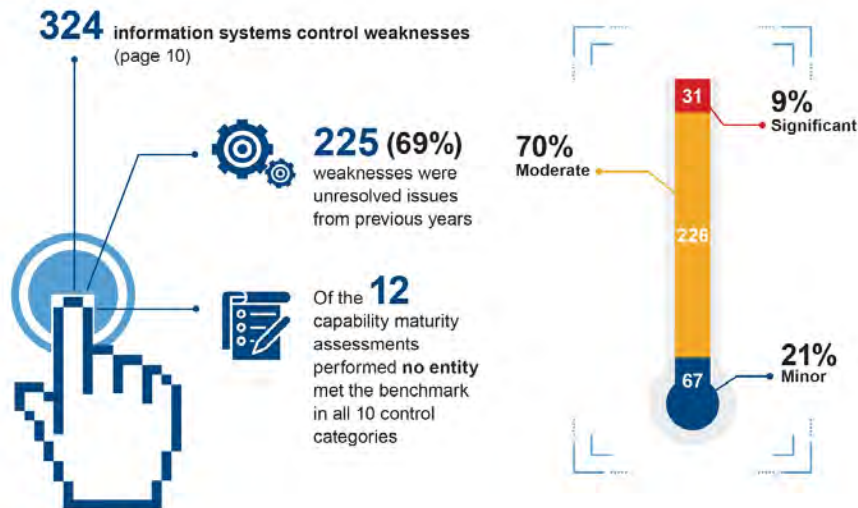 324 information systems control weaknesses
(page 10)
225 (69%)
weaknesses were
unresolved issues
from previous years
Of the 12
capability maturity
assessments
performed no entity
met the benchmark
in all 10 control
categories
31
9%
Significant
70%
Moderate
226
21%
Minor
67